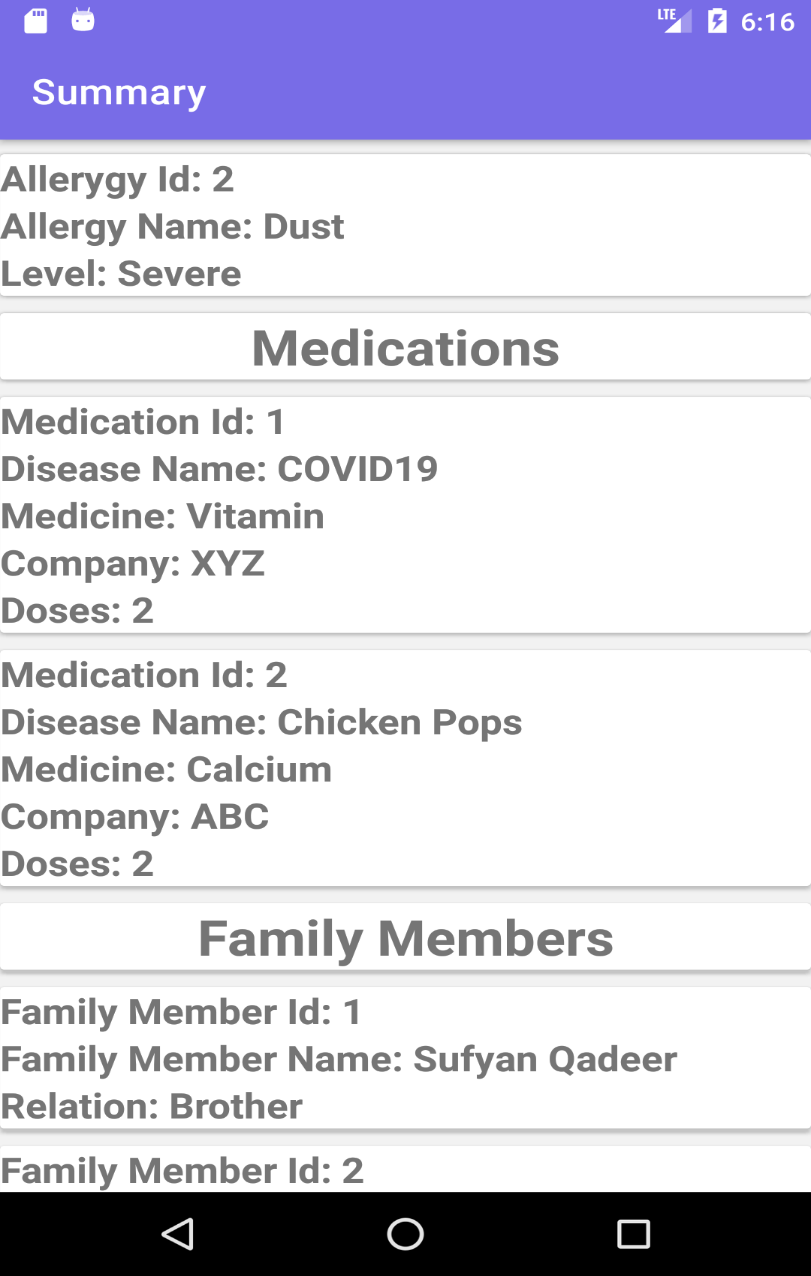 LTE 6:16
Summary
Allerygy Id: 2
Allergy Name: Dust
Level: Severe
Medications
Medication Id: 1
Disease Name: COVID19
Medicine: Vitamin
Company: XYZ
Doses: 2
Medication Id: 2
Disease Name: Chicken Pops
Medicine: Calcium
Company: ABC
Doses: 2
Family Members
Family Member Id: 1
Family Member Name: Sufyan Qadeer
Relation: Brother
Family Member Id: 2